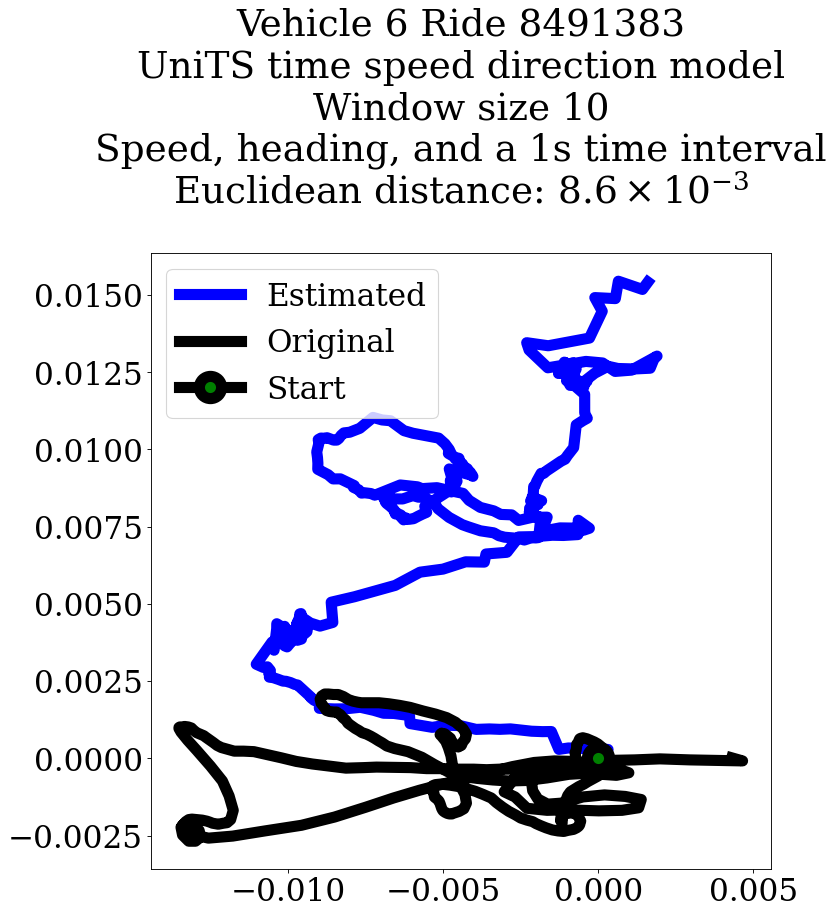 Vehicle 6 Ride 8491383
UniTS time speed direction model
Window size 10
Speed, heading, and a 1s time interval
Euclidean distance: $8.6 \times 10^{-3}$
Estimated
Original
Start
0.0150
0.0125
0.0100
0.0075
0.0050
0.0025
0.0000
−0.0025
−0.010 −0.005 0.000 0.005